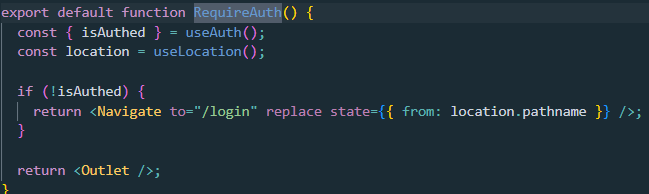 export default function RequireAuth() {
  const { isAuthed } = useAuth();
  const location = useLocation();

  if (!isAuthed) {
    return <Navigate to="/login" replace state={{ from: location.pathname }} />;
  }

  return <Outlet />;
}